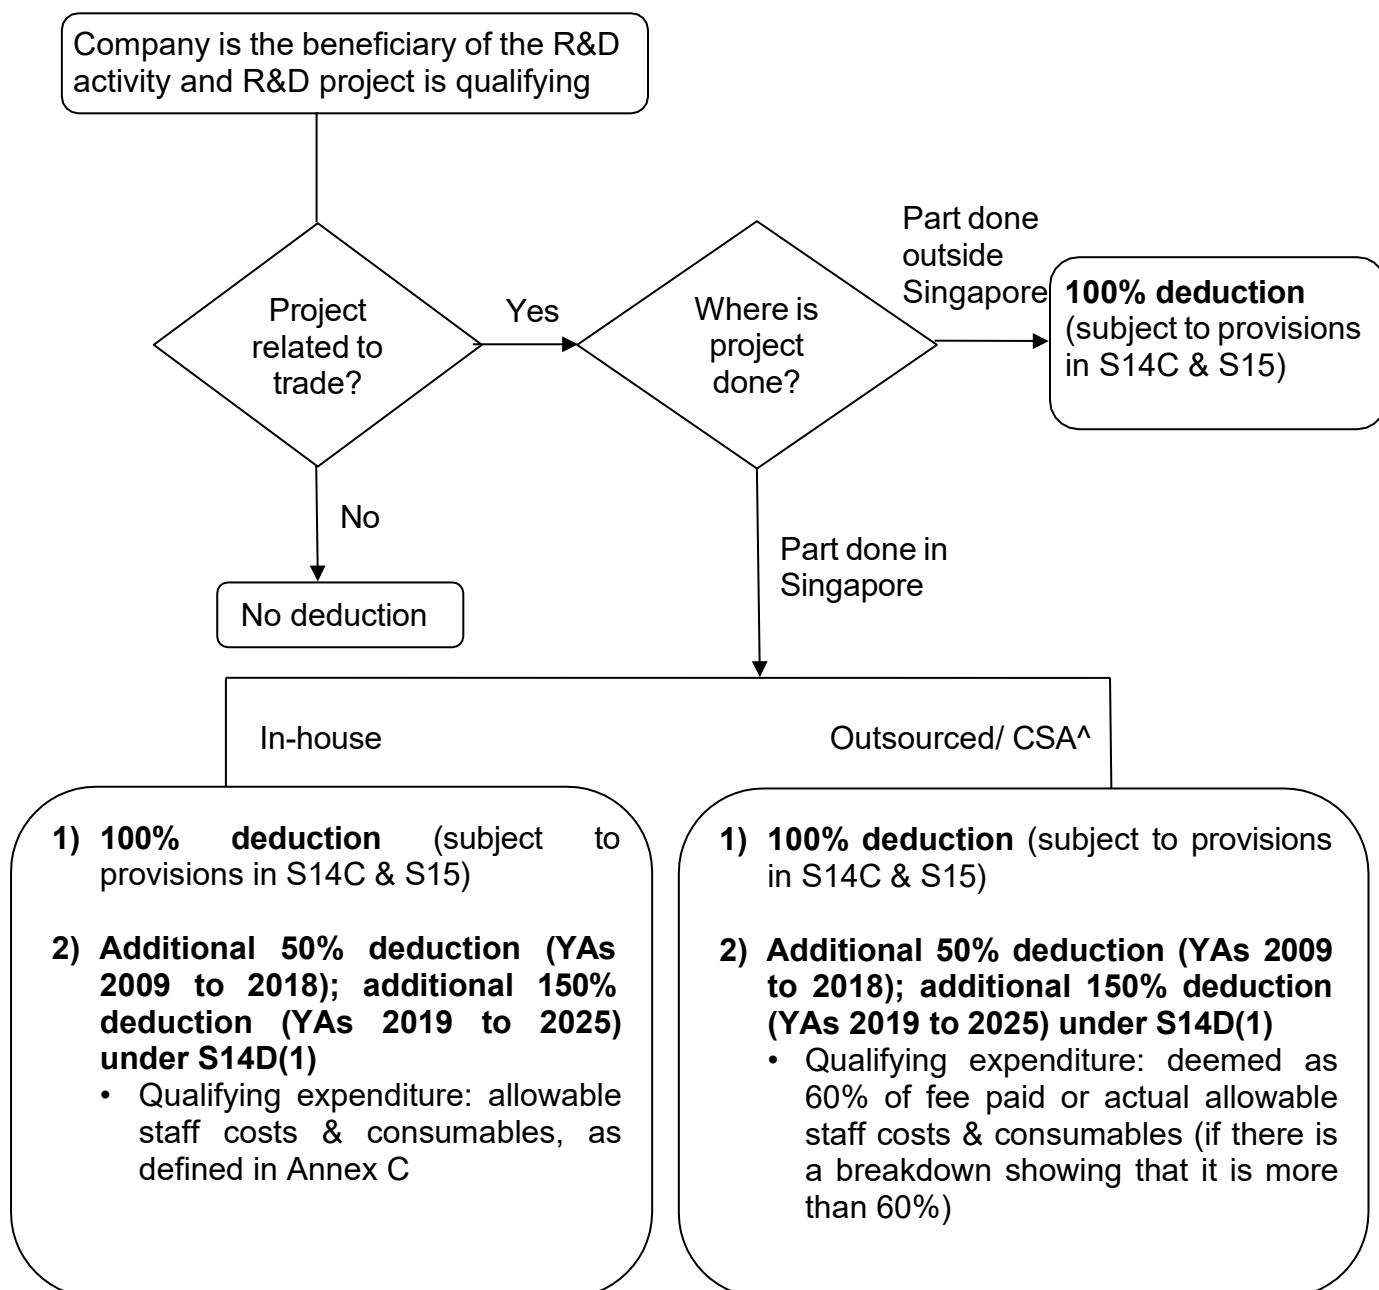 Company is the beneficiary of the R&D
activity and R&D project is qualifying
Project
related to
trade?
Yes
Where is
project
done?
Part done
outside
Singapore
100% deduction
(subject to provisions
in S14C & S15)
No
No deduction
Part done in
Singapore
In-house
Outsourced/ CSA^
1) 100% deduction (subject to
provisions in S14C & S15)
2) Additional 50% deduction (YAs
2009 to 2018); additional 150%
deduction (YAs 2019 to 2025)
under S14D(1)
• Qualifying expenditure: allowable
staff costs & consumables, as
defined in Annex C
1) 100% deduction (subject to provisions
in S14C & S15)
2) Additional 50% deduction (YAs 2009
to 2018); additional 150% deduction
(YAs 2019 to 2025) under S14D(1)
• Qualifying expenditure: deemed as
60% of fee paid or actual allowable
staff costs & consumables (if there is
a breakdown showing that it is more
than 60%)